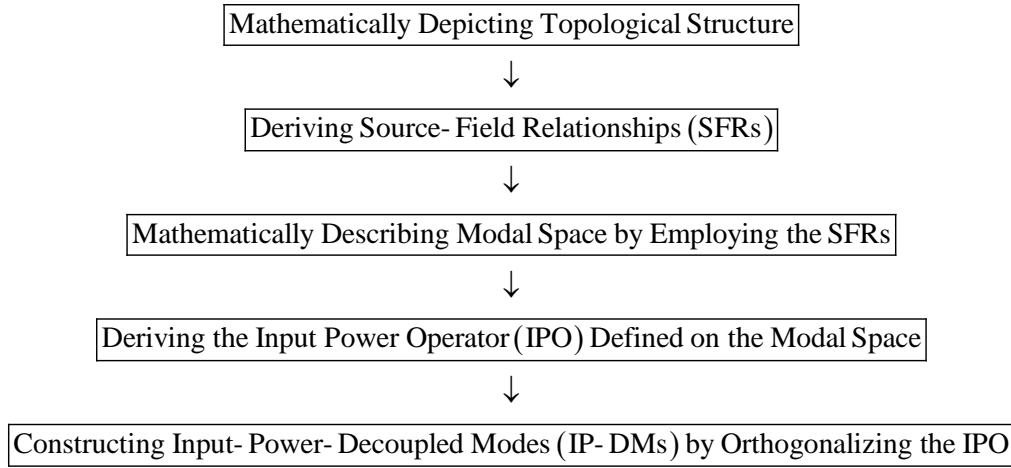 Mathematically Depicting Topological Structure
↓
Deriving Source-Field Relationships (SFRs)
↓
Mathematically Describing Modal Space by Employing the SFRs
↓
Deriving the Input Power Operator (IPO) Defined on the Modal Space
↓
Constructing Input-Power-Decoupled Modes (IP-DMs) by Orthogonalizing the IPO